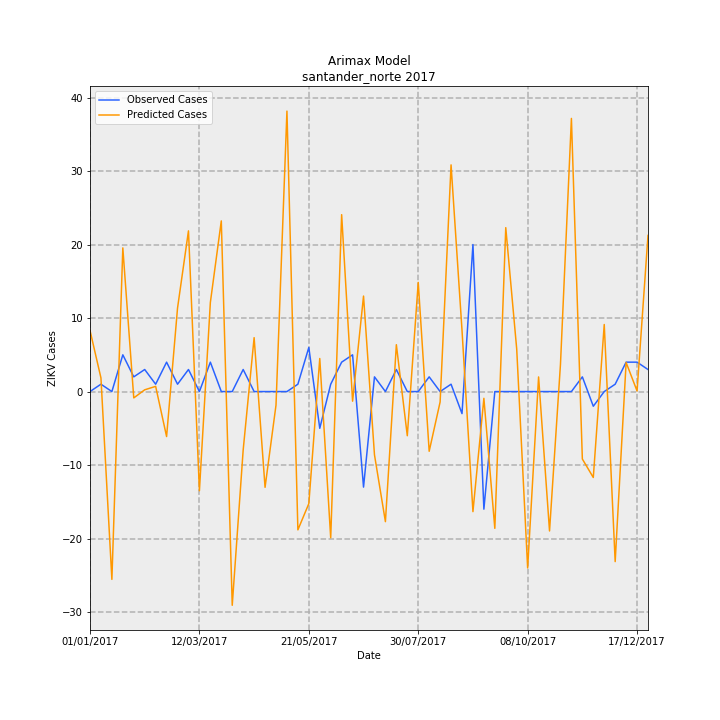 Arimax Model
santander_norte 2017
Observed Cases
Predicted Cases
ZIKV Cases
40
30
20
10
0
−10
−20
−30
01/01/2017
12/03/2017
21/05/2017
30/07/2017
08/10/2017
17/12/2017
Date